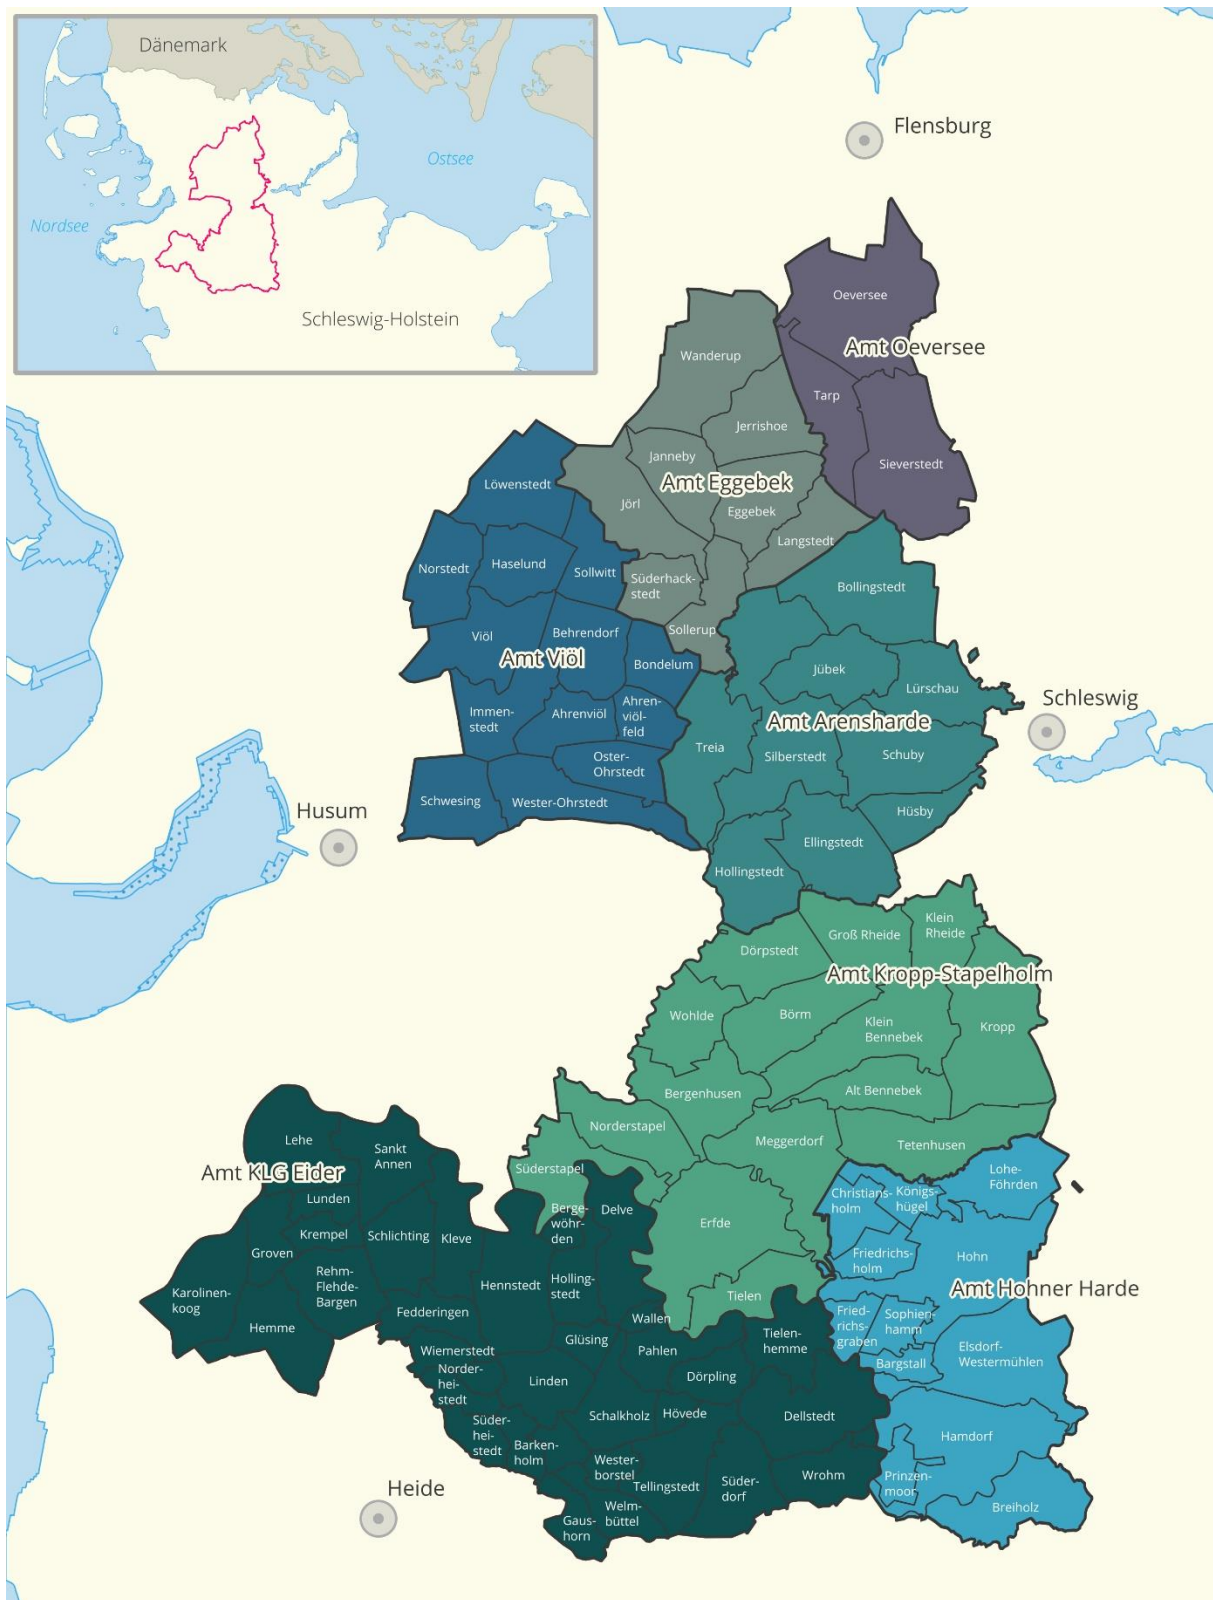 Dänemark
Ostsee
Nordsee
Schleswig-Holstein
Flensburg
Oeversee
Amt Oeversee
Wanderup
Tarp
Jerrishoe
Janneby
Sieverstedt
Amt Eggebek
Löwenstedt
Jörl
Eggebek
Langstedt
Norstedt
Haselund
Sollwitt
Süderhack-
stedt
Bollingstedt
Viöl
Behrendorf
Sollerup
Amt Viöl
Bondelum
Jübek
Lürschau
Schleswig
Immen-
stedt
Ahrenviöl
Ahren-
viöl-
feld
Amt Arensharde
Treia
Silberstedt
Schuby
Oster-
Ohrstedt
Schwesing
Wester-Ohrstedt
Husum
Hüsby
Ellingstedt
Hollingstedt
Klein
Rheide
Groß Rheide
Dörpstedt
Amt Kropp-Stapelholm
Wohlde
Börm
Klein
Bennebek
Kropp
Bergenhusen
Alt Bennebek
Norderstapel
Meggerdorf
Tetenhusen
Lehe
Sankt
Annen
Amt KLG Eider
Süderstapel
Lohe-
Föhrden
Christians-
holm
Königs-
hügel
Lunden
Berge-
wöhr-
den
Delve
Erfde
Krempel
Schlichting
Kleve
Groven
Friedrichs-
holm
Hohn
Rehm-
Flehde-
Bargen
Hennstedt
Holling-
stedt
Amt Hohner Harde
Karolinen-
koog
Tielen
Hemme
Fedderingen
Wallen
Fried-
richs-
graben
Sophien-
hamm
Glüsing
Tielen-
hemme
Wiemerstedt
Pahlen
Elsdorf-
Westermühlen
Bargstall
Norder-
hei-
stedt
Linden
Dörpling
Schalkholz
Hövede
Dellstedt
Süder-
hei-
stedt
Barken-
holm
Hamdorf
Wester-
borstel
Tellingstedt
Süder-
dorf
Wrohm
Prinzen-
moor
Heide
Welm-
büttel
Gaus-
horn
Breiholz